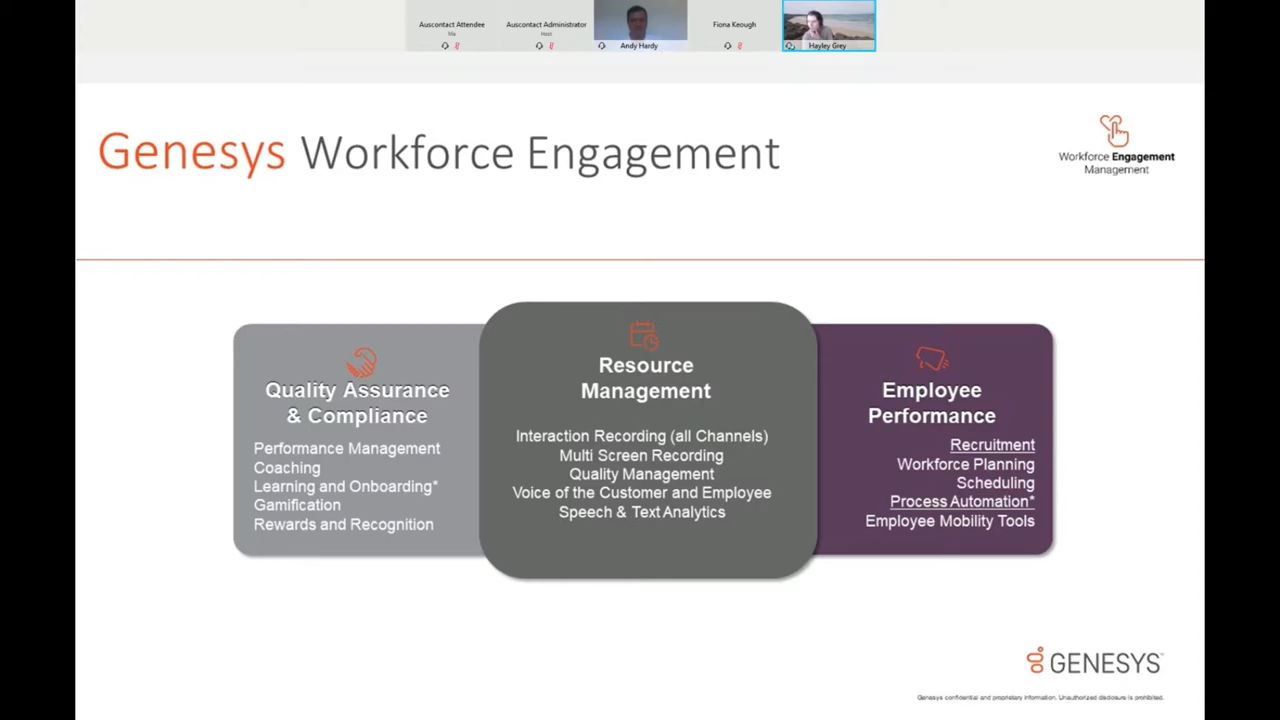 Auscontact Attendee
Me
Auscontact Administrator
Host
Andy Hardy
Fiona Keough
Hayley Grey
Genesys Workforce Engagement
Workforce Engagement
Management
Quality Assurance
& Compliance
Performance Management
Coaching
Learning and Onboarding*
Gamification
Rewards and Recognition
Resource
Management
Interaction Recording (all Channels)
Multi Screen Recording
Quality Management
Voice of the Customer and Employee
Speech & Text Analytics
Employee
Performance
Recruitment
Workforce Planning
Scheduling
Process Automation*
Employee Mobility Tools
GENESYS™
Genesys confidential and proprietary information. Unauthorized disclosure is prohibited.